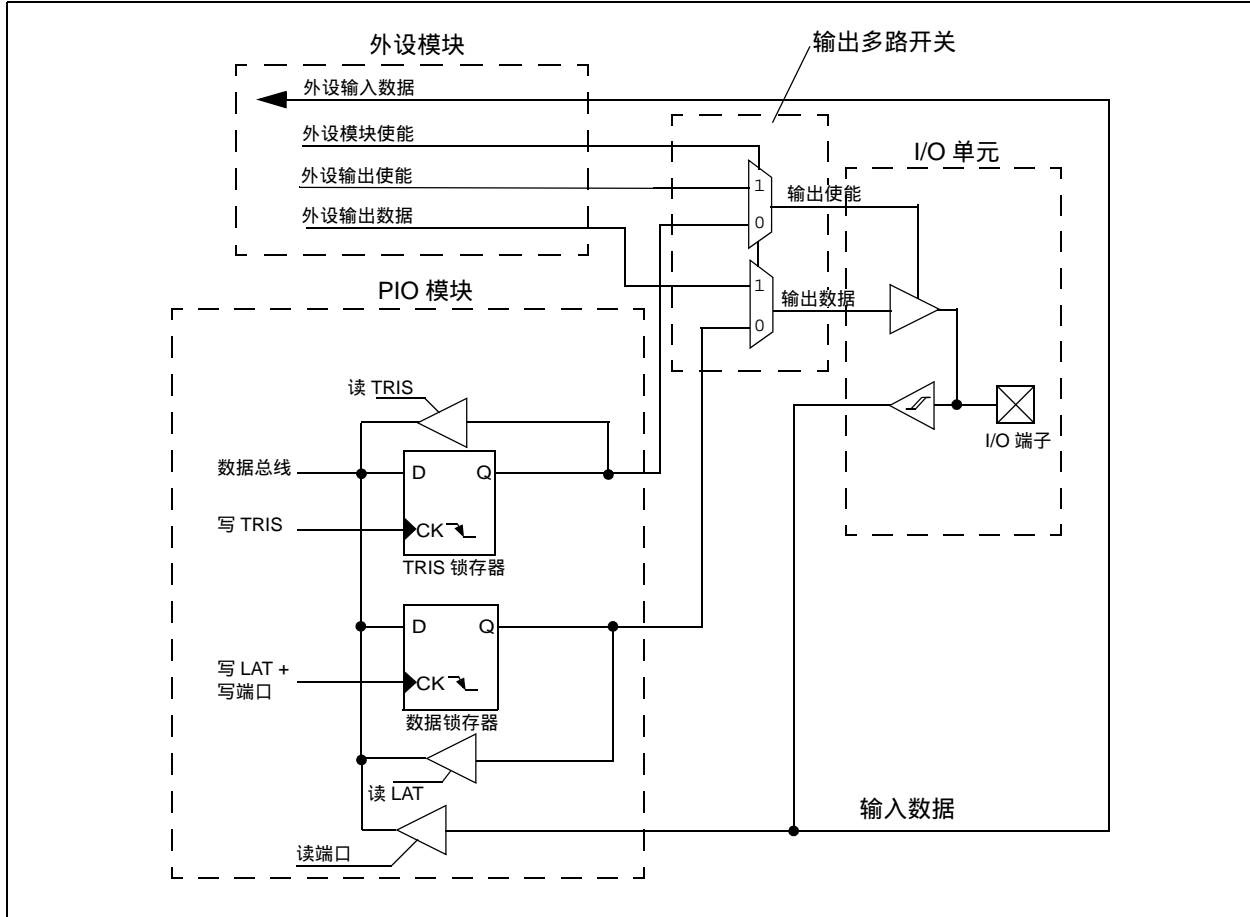 外设模块
输出多路开关
外设输入数据
外设模块使能
I/O 单元
外设输出使能
1
输出使能
外设输出数据
0
PIO 模块
1
输出数据
0
读 TRIS
I/O 端子
数据总线
D
Q
写 TRIS
CK
TRIS 锁存器
D
Q
写 LAT +
写端口
CK
数据锁存器
读 LAT
输入数据
读端口